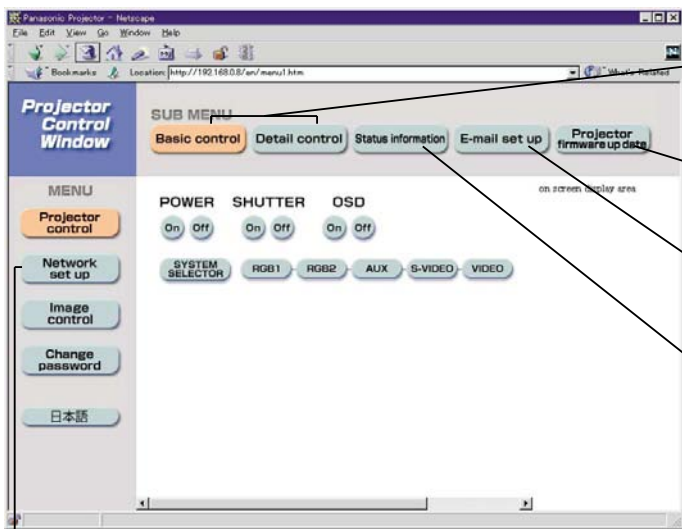 Panasonic Projector - Netscape
File Edit View Go Window Help
Bookmarks Location: http://192.168.0.8/en/menu1.htm What's Related
Projector
Control
Window
SUB MENU
Basic control Detail control Status information E-mail set up Projector firmware up date
MENU
Projector
control
Network
set up
Image
control
Change
password
日本語
on screen display area
POWER SHUTTER OSD
On Off On Off On Off
SYSTEM SELECTOR RGB1 RGB2 AUX S-VIDEO VIDEO